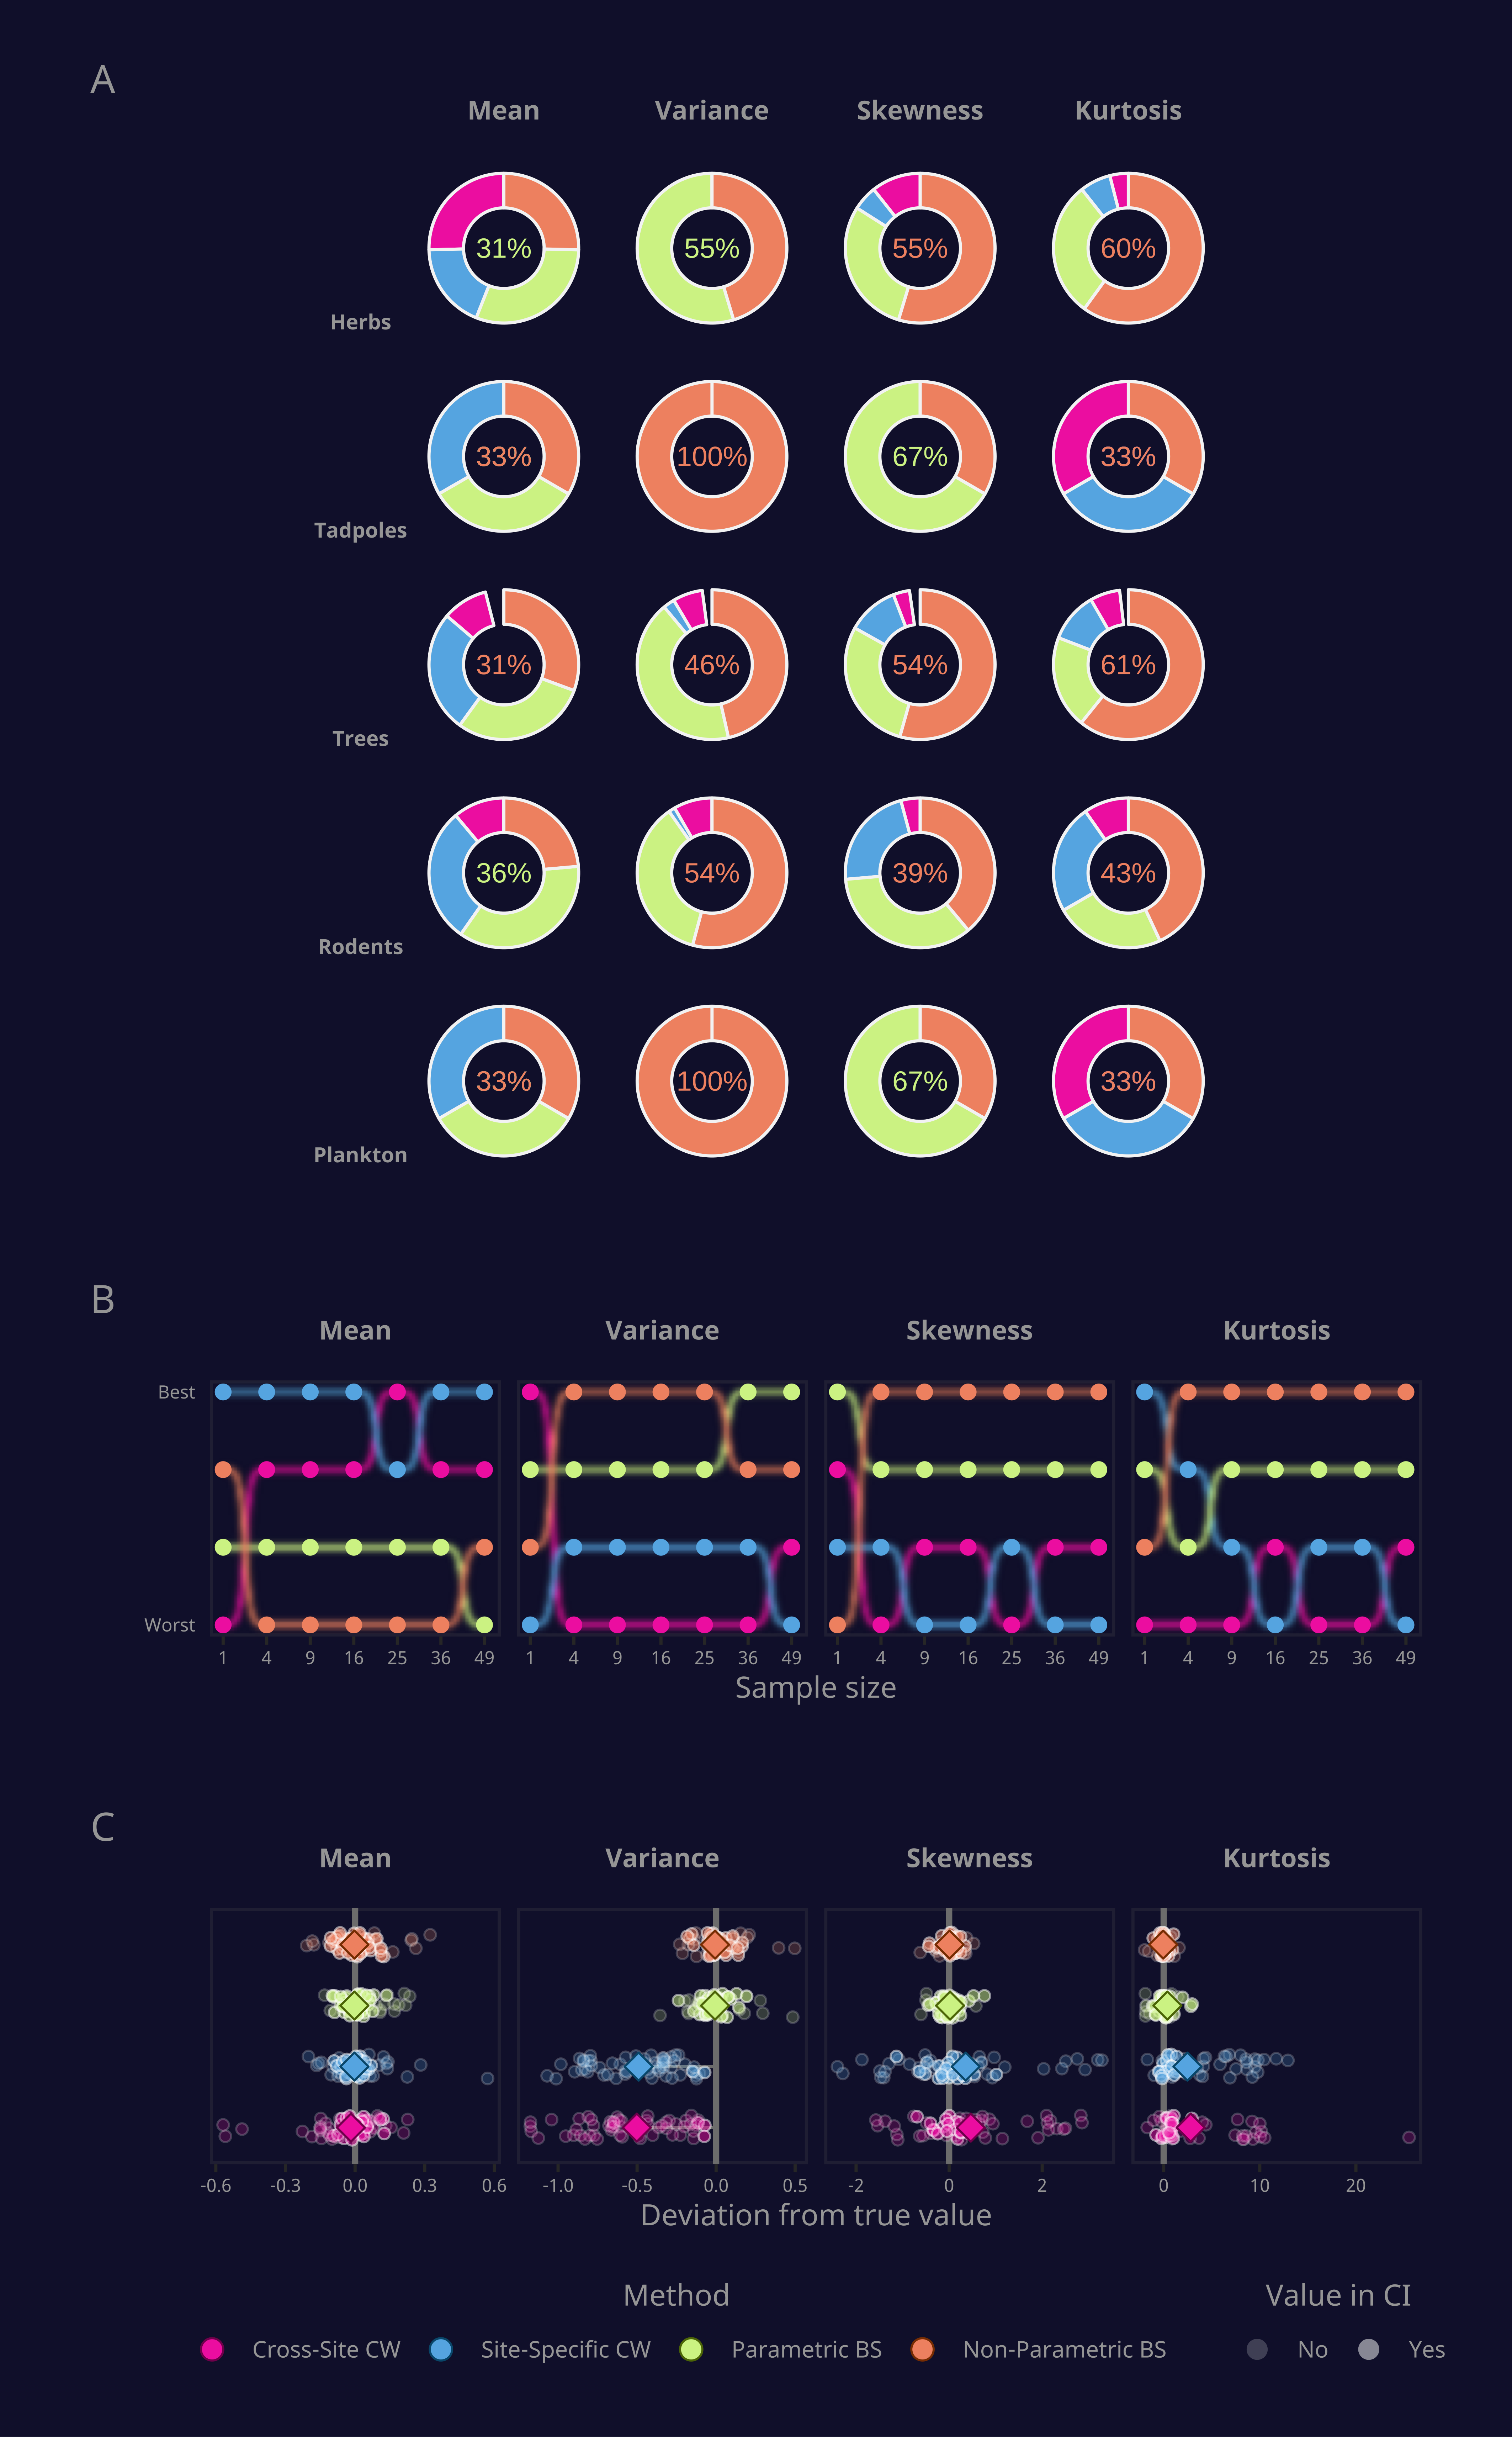 A
Mean Variance Skewness Kurtosis
31% 55% 55% 60%
Herbs
33% 100% 67% 33%
Tadpoles
31% 46% 54% 61%
Trees
36% 54% 39% 43%
Rodents
33% 100% 67% 33%
Plankton
B
Mean Variance Skewness Kurtosis
Best
Worst
1 4 9 16 25 36 49 1 4 9 16 25 36 49 1 4 9 16 25 36 49 1 4 9 16 25 36 49
Sample size
C
Mean Variance Skewness Kurtosis
-0.6 -0.3 0.0 0.3 0.6 -1.0 -0.5 0.0 0.5 -2 0 2 0 10 20
Deviation from true value
Method Value in CI
Cross-Site CW Site-Specific CW Parametric BS Non-Parametric BS No Yes